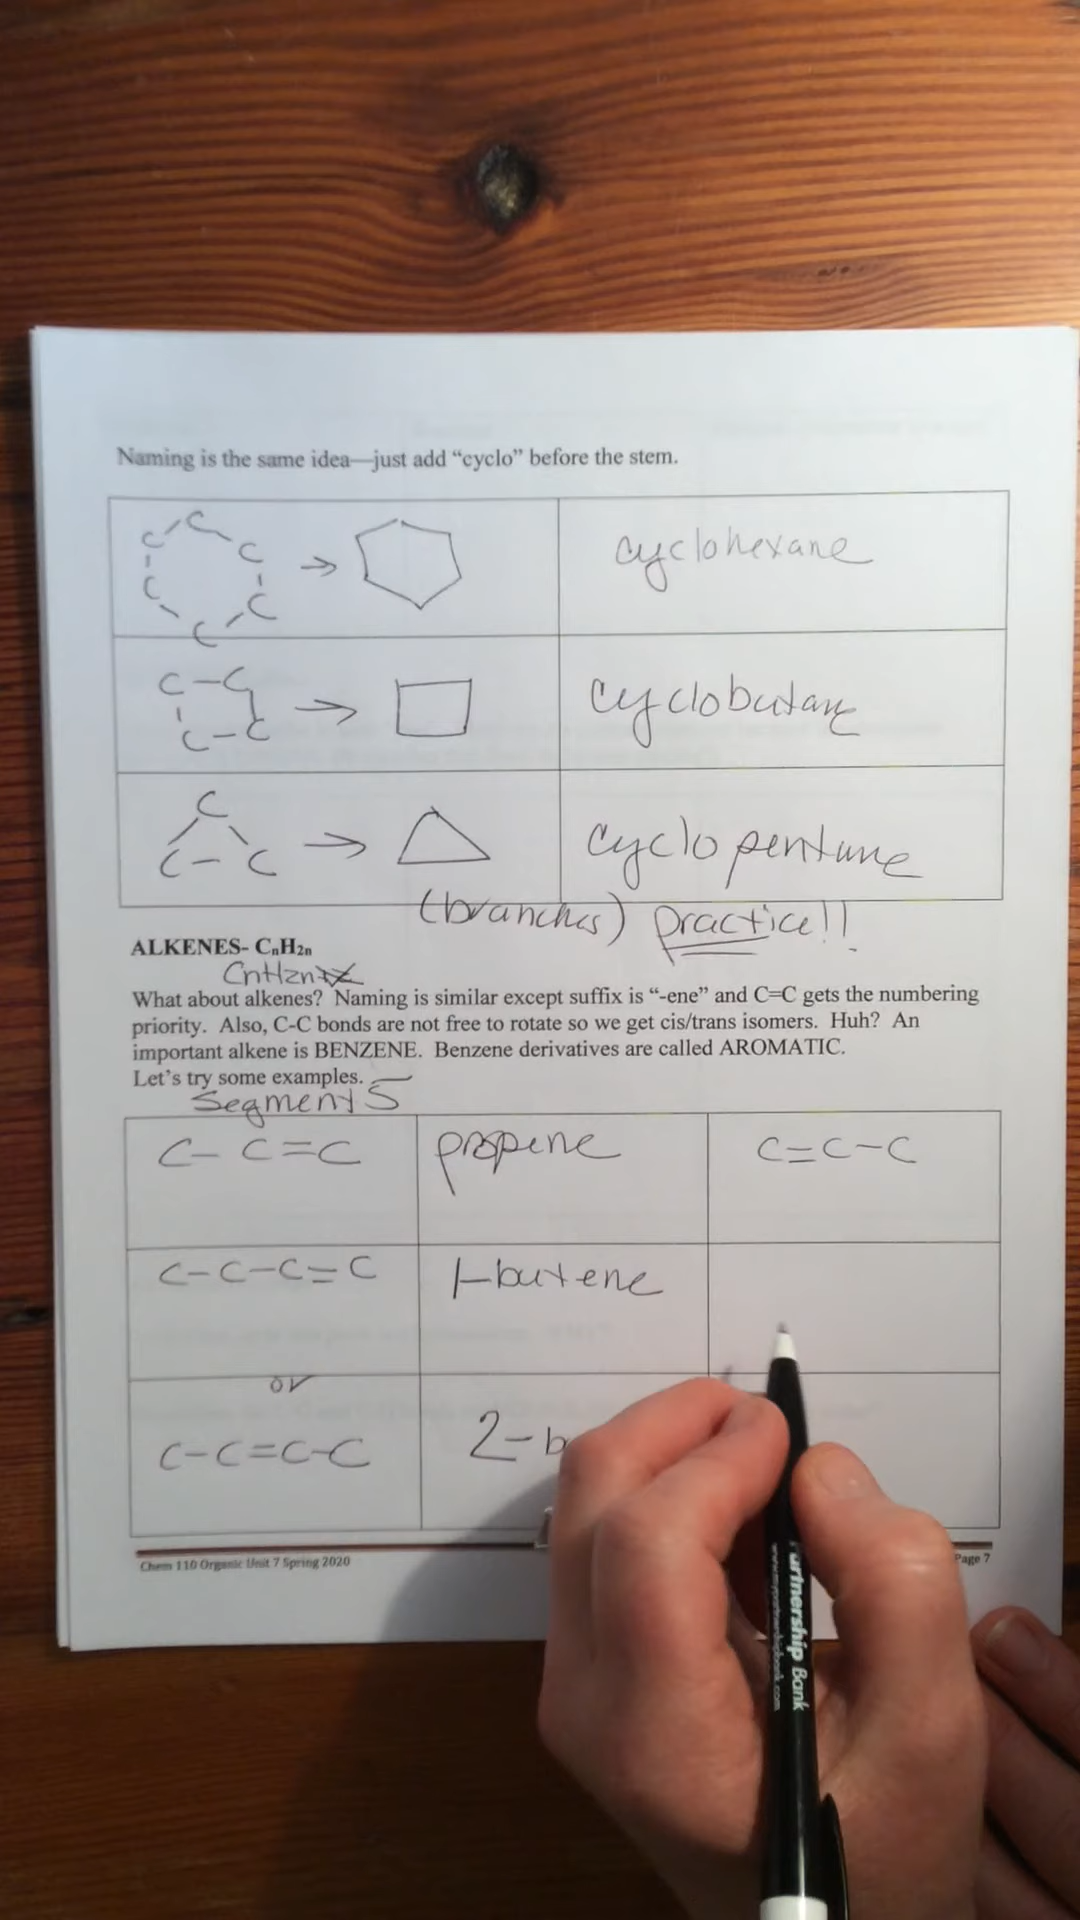 Naming is the same idea—just add “cyclo” before the stem.
C C C C C C → cyclohexane
C-C C-C → cyclobutane
C C-C → cyclopentane
(branches) practice!!
ALKENES- CnH2n
CnH2n+2
What about alkenes? Naming is similar except suffix is “-ene” and C=C gets the numbering
priority. Also, C-C bonds are not free to rotate so we get cis/trans isomers. Huh? An
important alkene is BENZENE. Benzene derivatives are called AROMATIC.
Let’s try some examples.
Segment 5
C-C=C propene C=C-C
C-C-C=C 1-butene
or
C-C=C-C 2-b
Chem 110 Organic Unit 7 Spring 2020 Page 7
artnership Bank